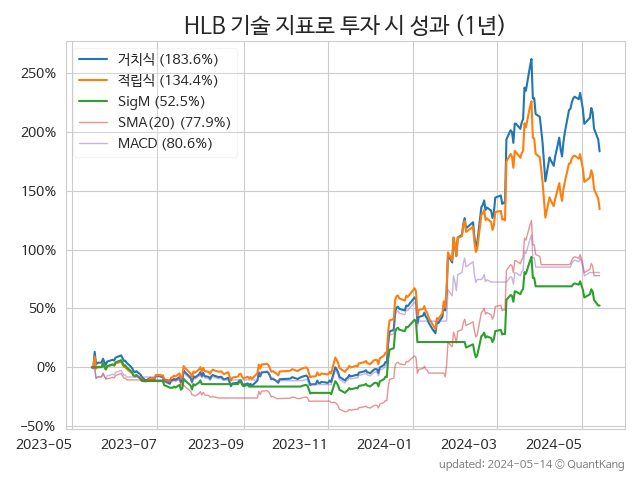 HLB 기술 지표로 투자 시 성과 (1년)
거치식 (183.6%)
적립식 (134.4%)
SigM (52.5%)
SMA(20) (77.9%)
MACD (80.6%)
250%
200%
150%
100%
50%
0%
−50%
2023-05 2023-07 2023-09 2023-11 2024-01 2024-03 2024-05
updated: 2024-05-14 © QuantKang